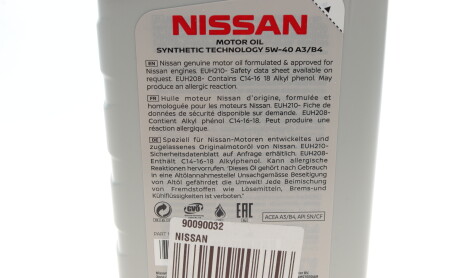 NISSAN
MOTOR OIL
SYNTHETIC TECHNOLOGY 5W-40 A3/B4
EN Nissan genuine motor oil formulated & approved for
Nissan engines. EUH210- Safety data sheet available on
request. EUH208- Contains C14-16 18 Alkyl phenol. May
produce an allergic reaction.
FR Huile moteur Nissan d'origine, formulée et
homologuée pour les moteurs Nissan. EUH210- Fiche de
données de sécurité disponible sur demande. EUH208-
Contient Alkyl phénol C14-16-18. Peut produire une
réaction allergique.
DE Speziell für Nissan-Motoren entwickeltes und
zugelassenes Originalmotoröl von Nissan. EUH210-
Sicherheitsdatenblatt auf Anfrage erhältlich. EUH208-
Enthält C14-16-18 Alkylphenol. Kann allergische
Reaktionen hervorrufen. "Dieses Öl gehört nach Gebrauch in
eine Altölannahmestelle! Unsachgemässe Beseitigung
von Altöl gefährdet die Umwelt! Jede Beimischung
von Fremdstoffen wie Lösemitteln, Brems-und
Kühlflüssigkeiten ist verboten."
EAC
ACEA A3/B4, API SN/CF
90090032
NISSAN